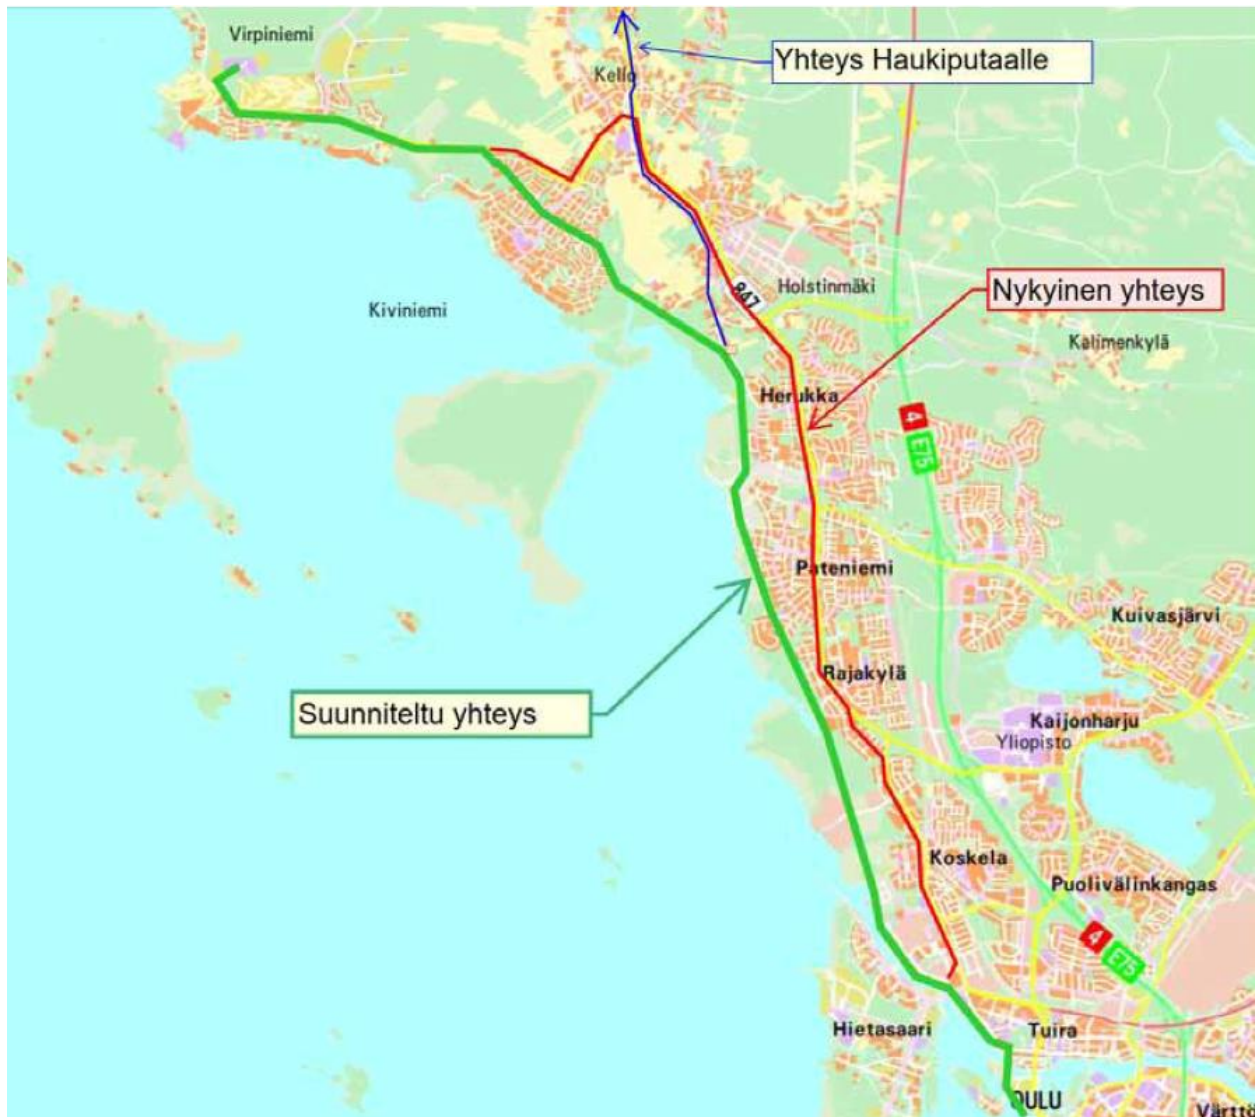 Virpiniemi
Yhteys Haukiputaalle
Kello
Nykyinen yhteys
847
Holstinmäki
Kiviniemi
Kalimenkylä
Herukka
4
E75
Pateniemi
Kuivasjärvi
Rajakylä
Suunniteltu yhteys
Kaijonharju
Yliopisto
Koskela
Puolivälinkangas
4
E75
Hietasaari
Tuira
OULU